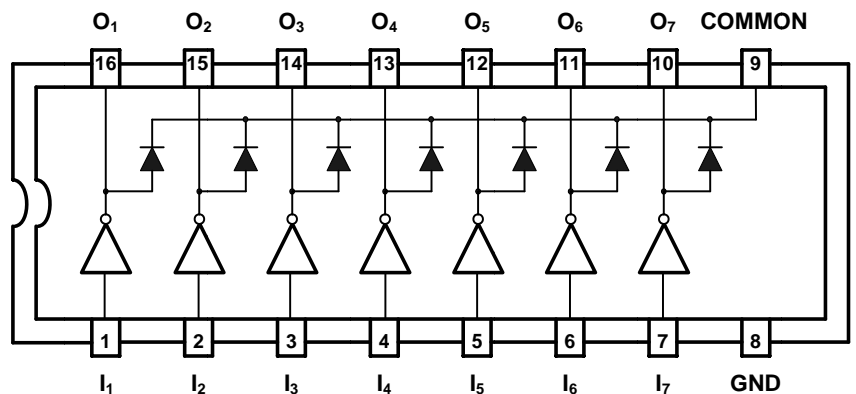 O₁ O₂ O₃ O₄ O₅ O₆ O₇ COMMON
16 15 14 13 12 11 10 9
1 2 3 4 5 6 7 8
I₁ I₂ I₃ I₄ I₅ I₆ I₇ GND